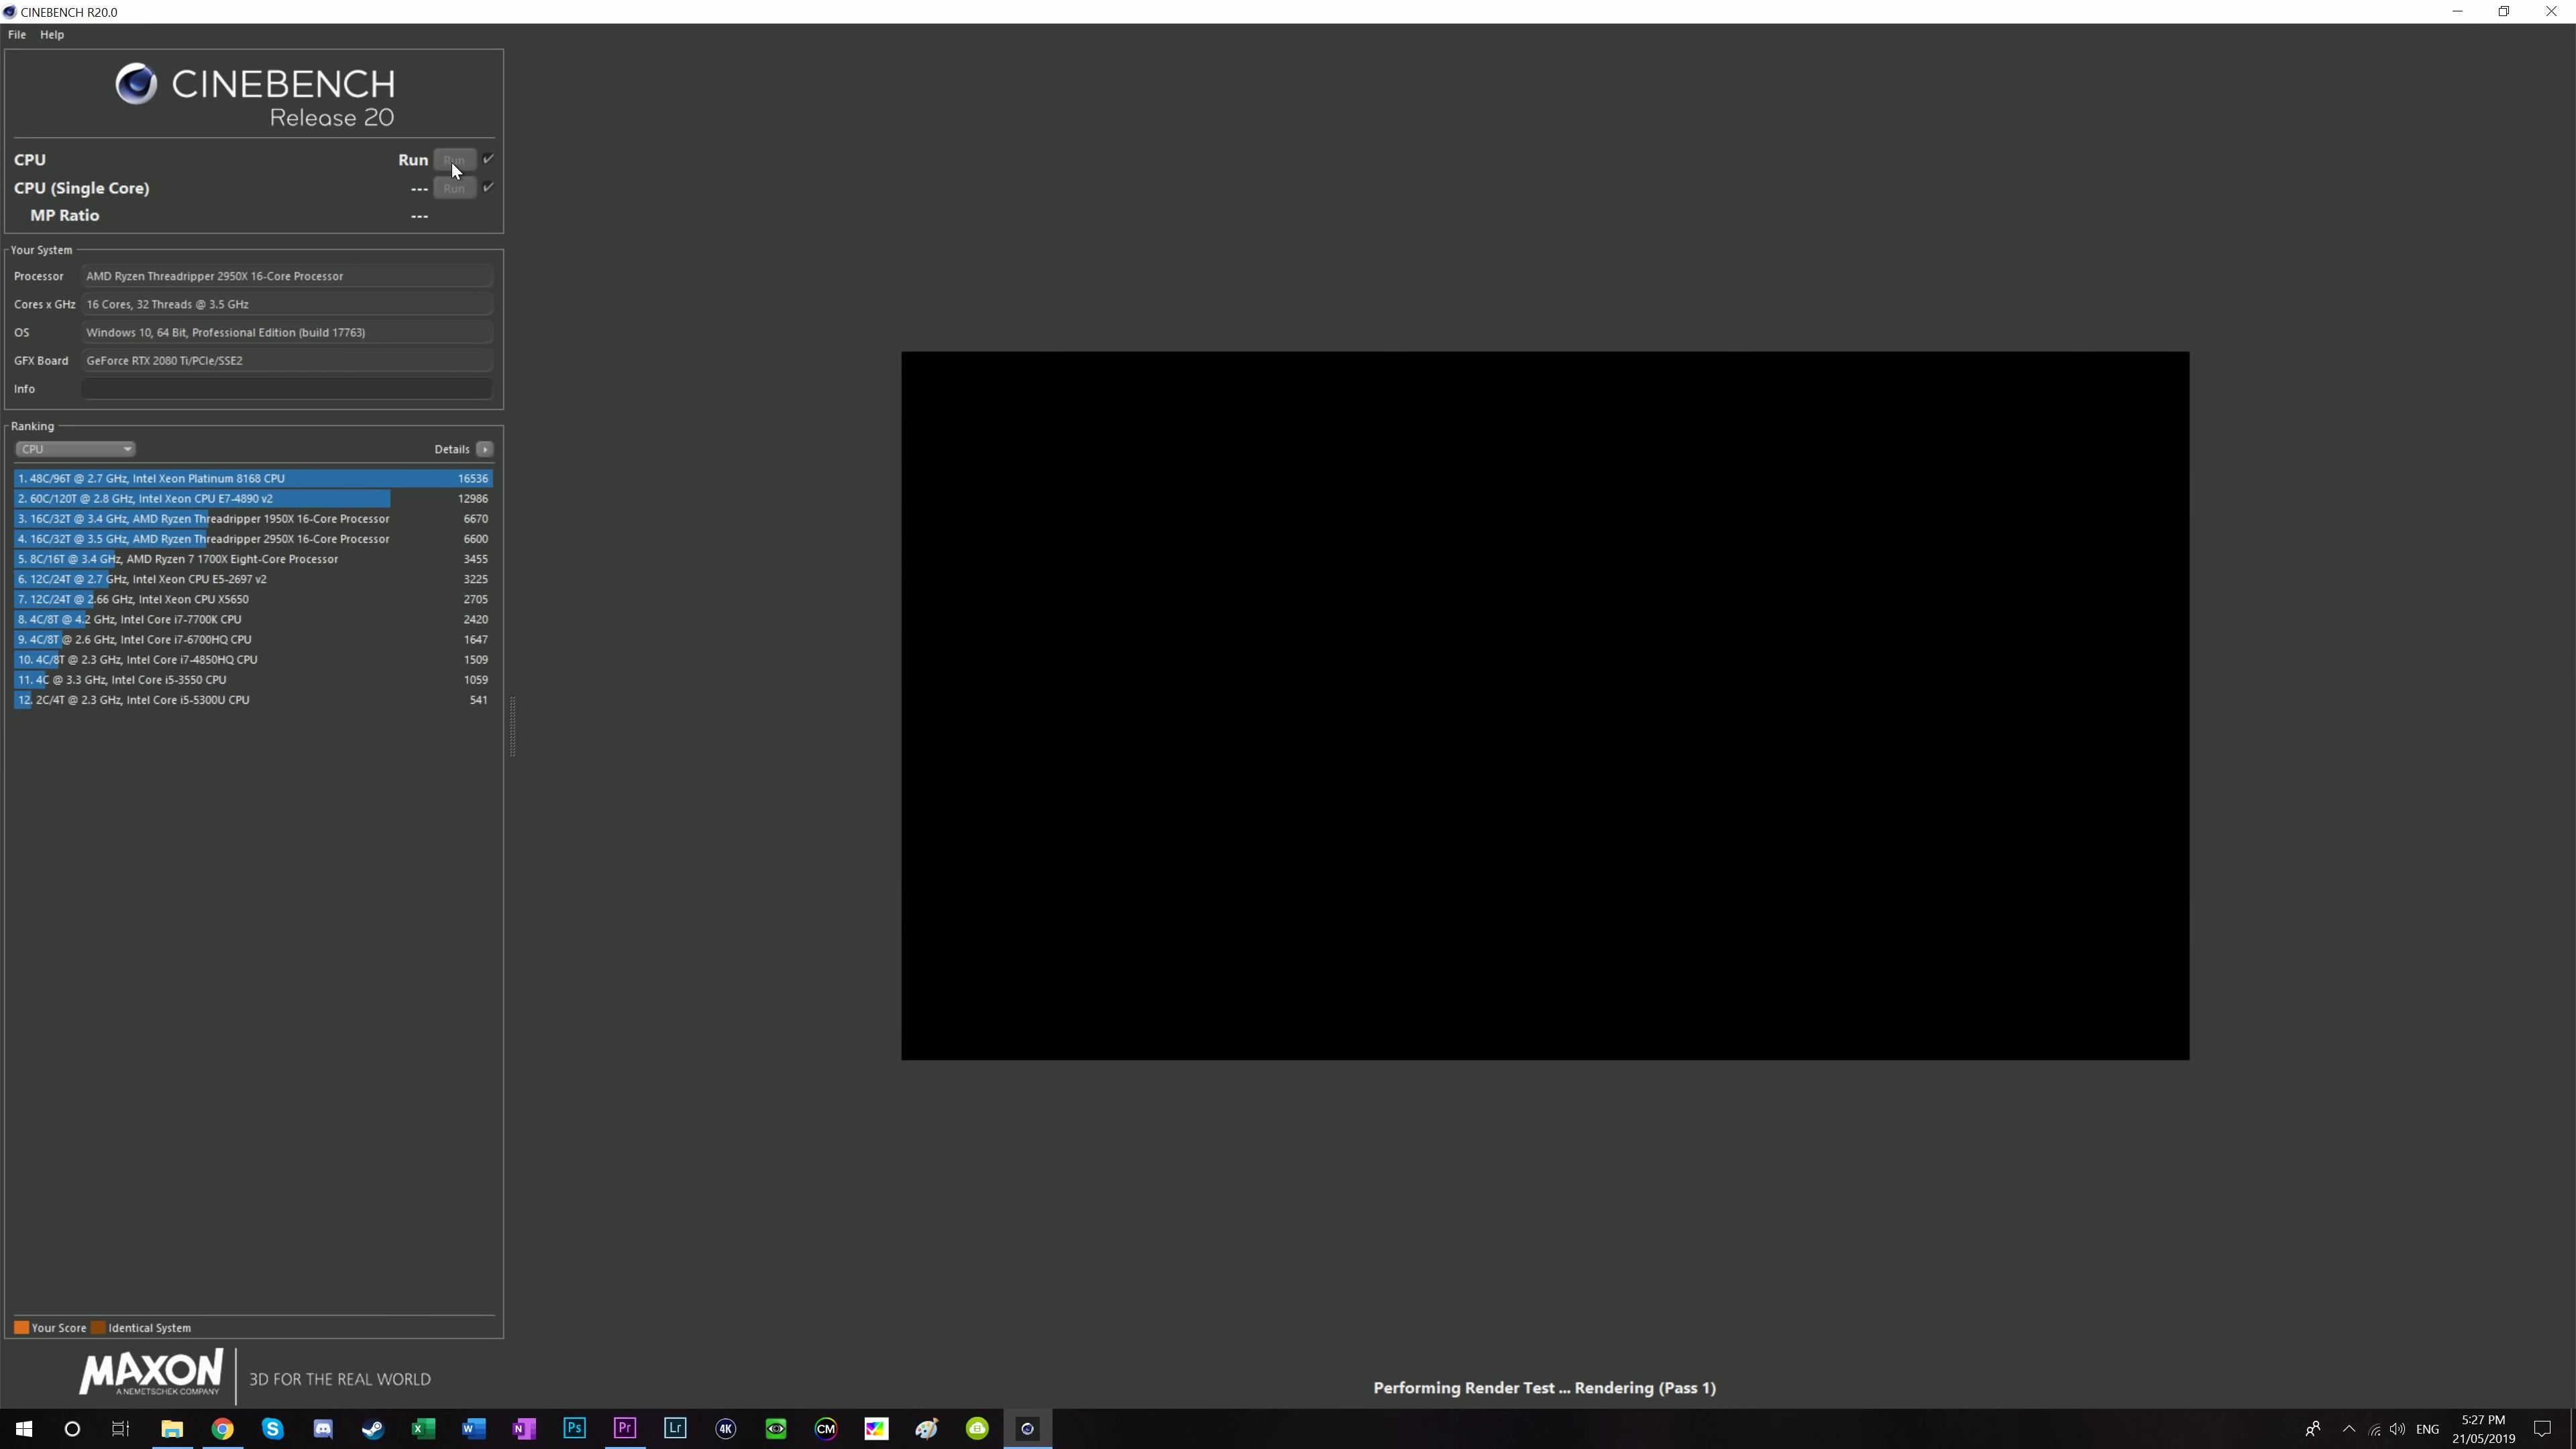 CINEBENCH R20.0
File Help
CINEBENCH
Release 20
CPU Run Run
CPU (Single Core) --- Run
MP Ratio ---
Your System
Processor AMD Ryzen Threadripper 2950X 16-Core Processor
Cores x GHz 16 Cores, 32 Threads @ 3.5 GHz
OS Windows 10, 64 Bit, Professional Edition (build 17763)
GFX Board GeForce RTX 2080 Ti/PCIe/SSE2
Info
Ranking
CPU Details
1. 48C/96T @ 2.7 GHz, Intel Xeon Platinum 8168 CPU 16536
2. 60C/120T @ 2.8 GHz, Intel Xeon CPU E7-4890 v2 12986
3. 16C/32T @ 3.4 GHz, AMD Ryzen Threadripper 1950X 16-Core Processor 6670
4. 16C/32T @ 3.5 GHz, AMD Ryzen Threadripper 2950X 16-Core Processor 6600
5. 8C/16T @ 3.4 GHz, AMD Ryzen 7 1700X Eight-Core Processor 3455
6. 12C/24T @ 2.7 GHz, Intel Xeon CPU E5-2697 v2 3225
7. 12C/24T @ 2.66 GHz, Intel Xeon CPU X5650 2705
8. 4C/8T @ 4.2 GHz, Intel Core i7-7700K CPU 2420
9. 4C/8T @ 2.6 GHz, Intel Core i7-6700HQ CPU 1647
10. 4C/8T @ 2.3 GHz, Intel Core i7-4850HQ CPU 1509
11. 4C @ 3.3 GHz, Intel Core i5-3550 CPU 1059
12. 2C/4T @ 2.3 GHz, Intel Core i5-5300U CPU 541
Your Score Identical System
MAXON
A NEMETSCHEK COMPANY
3D FOR THE REAL WORLD
Performing Render Test ... Rendering (Pass 1)
X W N Ps Pr Lr 4K CM B
ENG
5:27 PM
21/05/2019